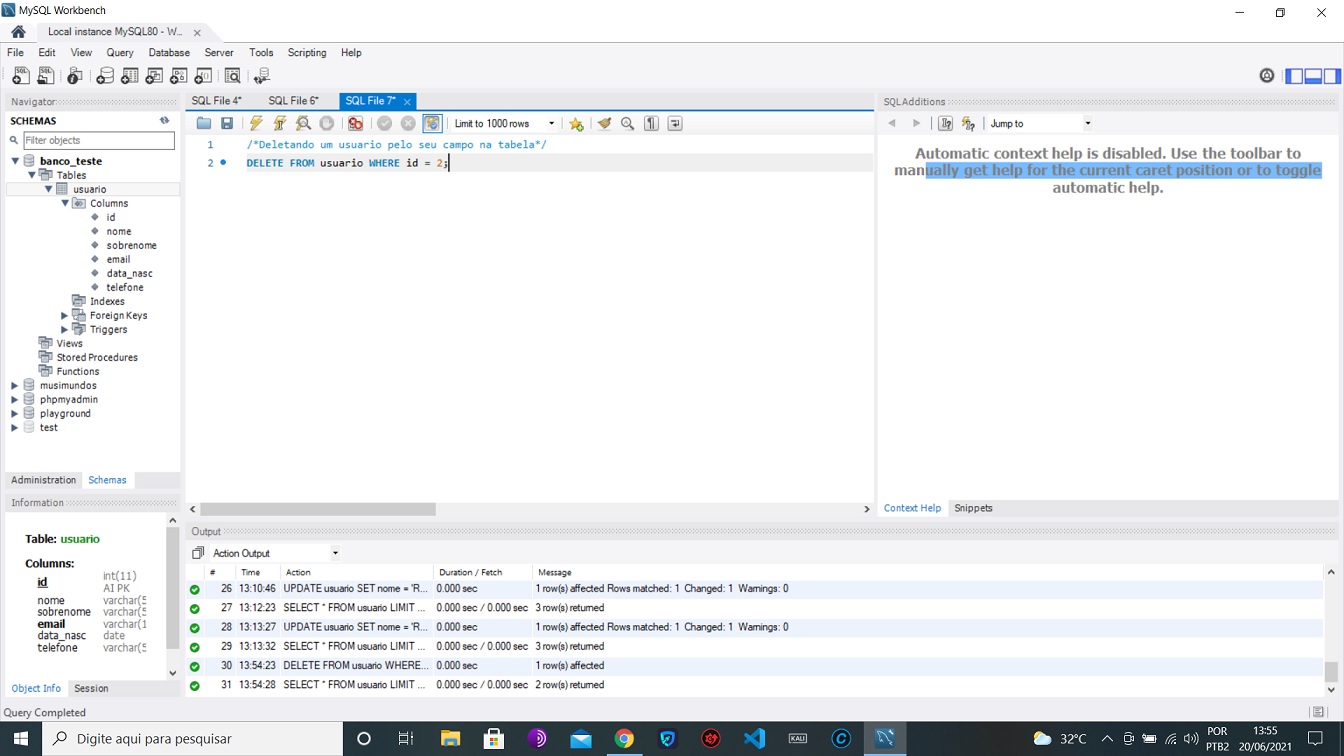 MySQL Workbench
Local instance MySQL80 - W...
File Edit View Query Database Server Tools Scripting Help
Navigator
SCHEMAS
Filter objects
banco_teste
Tables
usuario
Columns
id
nome
sobrenome
email
data_nasc
telefone
Indexes
Foreign Keys
Triggers
Views
Stored Procedures
Functions
musimundos
phpmyadmin
playground
test
Administration Schemas
Information
Table: usuario
Columns:
id int(11)
AI PK
nome varchar(5
sobrenome varchar(5
email varchar(1
data_nasc date
telefone varchar(5
Object Info Session
SQL File 4* SQL File 6* SQL File 7*
Limit to 1000 rows
1 /*Deletando um usuario pelo seu campo na tabela*/
2 DELETE FROM usuario WHERE id = 2;
SQLAdditions
Jump to
Automatic context help is disabled. Use the toolbar to
manually get help for the current caret position or to toggle
automatic help.
Context Help Snippets
Output
Action Output
# Time Action Duration / Fetch Message
26 13:10:46 UPDATE usuario SET nome = 'R... 0.000 sec 1 row(s) affected Rows matched: 1 Changed: 1 Warnings: 0
27 13:12:23 SELECT * FROM usuario LIMIT ... 0.000 sec / 0.000 sec 3 row(s) returned
28 13:13:27 UPDATE usuario SET nome = 'R... 0.000 sec 1 row(s) affected Rows matched: 1 Changed: 1 Warnings: 0
29 13:13:32 SELECT * FROM usuario LIMIT ... 0.000 sec / 0.000 sec 3 row(s) returned
30 13:54:23 DELETE FROM usuario WHERE... 0.000 sec 1 row(s) affected
31 13:54:28 SELECT * FROM usuario LIMIT ... 0.000 sec / 0.000 sec 2 row(s) returned
Query Completed
Digite aqui para pesquisar
KALI
32°C
POR
PTB2
13:55
20/06/2021